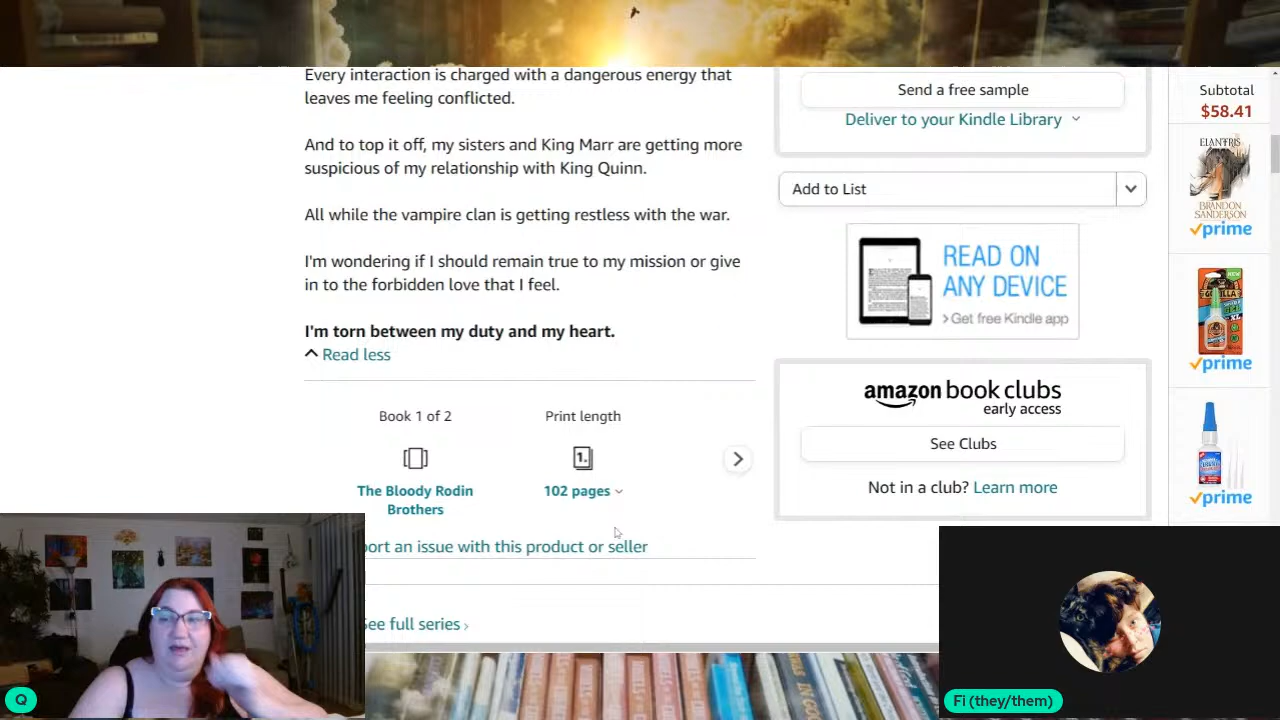 Every interaction is charged with a dangerous energy that
leaves me feeling conflicted.
And to top it off, my sisters and King Marr are getting more
suspicious of my relationship with King Quinn.
All while the vampire clan is getting restless with the war.
I'm wondering if I should remain true to my mission or give
in to the forbidden love that I feel.
I'm torn between my duty and my heart.
Read less
Book 1 of 2
Print length
1.
The Bloody Rodin
Brothers
102 pages
port an issue with this product or seller
See full series
Send a free sample
Deliver to your Kindle Library
Add to List
READ ON
ANY DEVICE
Get free Kindle app
amazon book clubs
early access
See Clubs
Not in a club? Learn more
Subtotal
$58.41
ELANTRIS
BRANDON
SANDERSON
prime
NEW
GORILLA
XL
prime
prime
Q
Fi (they/them)